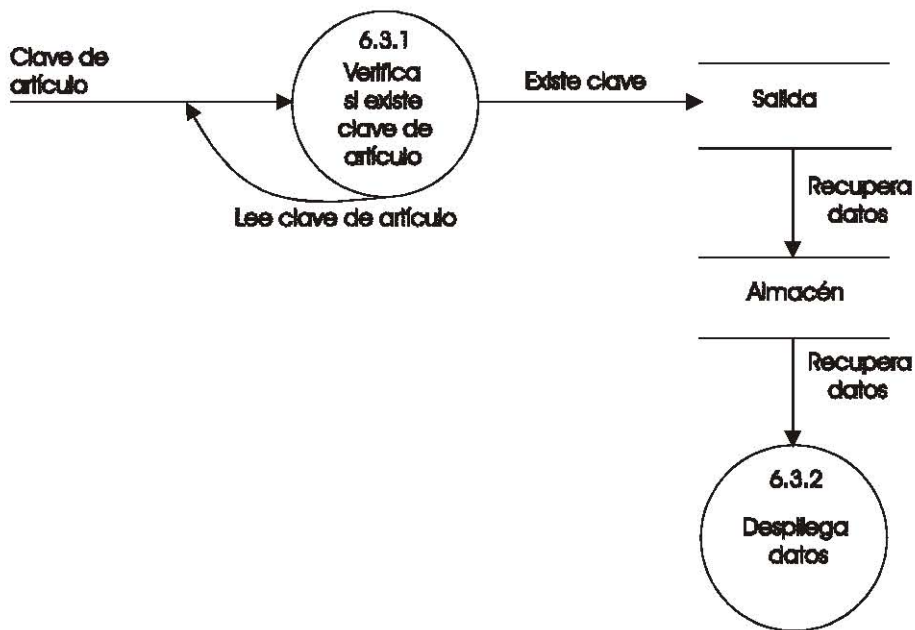 Clave de
artículo
6.3.1
Verifica
si existe
clave de
artículo
Existe clave
Salida
Lee clave de artículo
Recupera
datos
Almacén
Recupera
datos
6.3.2
Despliega
datos